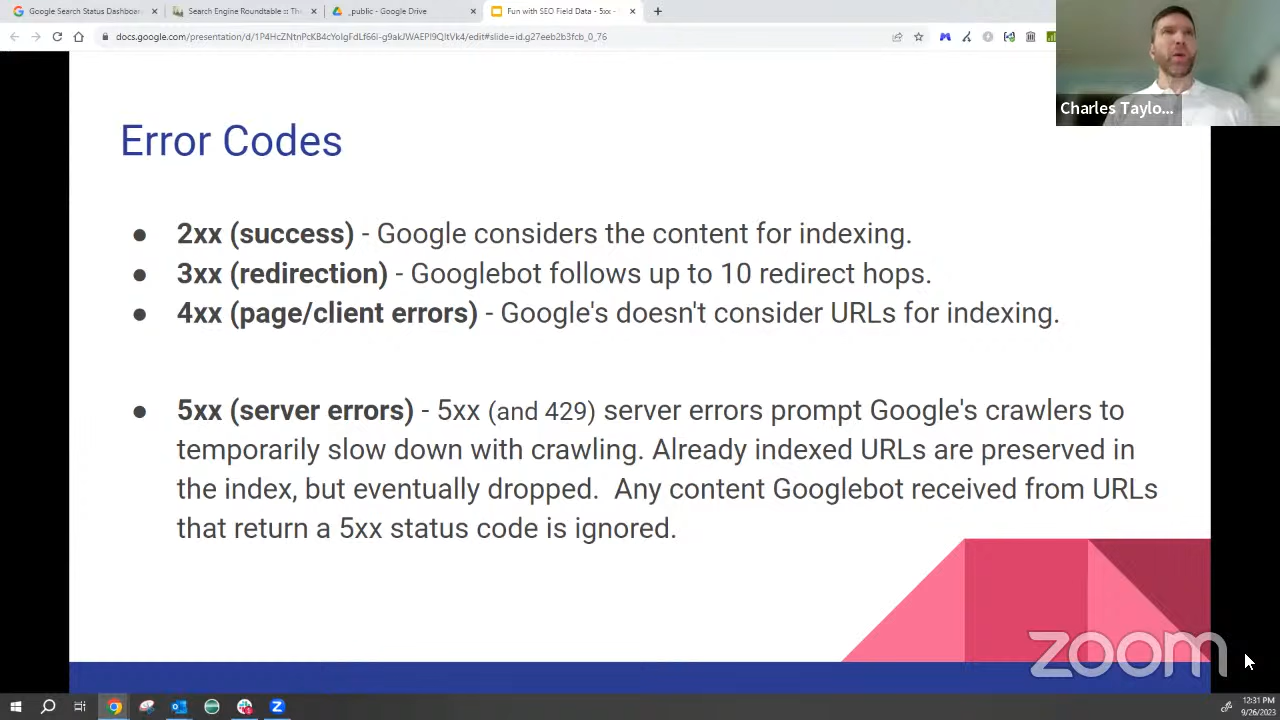 Google Search Status Dashboar
Search Engine Roundtable :: The
_public - Google Drive
Fun with SEO Field Data - 5xx -
docs.google.com/presentation/d/1P4HcZNtnPcKB4cYolgFdLf66i-g9akJWAEPl9QJtVk4/edit#slide=id.g27eeb2b3fcb_0_76
Charles Taylo...
Error Codes
● 2xx (success) - Google considers the content for indexing.
● 3xx (redirection) - Googlebot follows up to 10 redirect hops.
● 4xx (page/client errors) - Google's doesn't consider URLs for indexing.
● 5xx (server errors) - 5xx (and 429) server errors prompt Google's crawlers to
temporarily slow down with crawling. Already indexed URLs are preserved in
the index, but eventually dropped.  Any content Googlebot received from URLs
that return a 5xx status code is ignored.
zoom
12:31 PM
9/26/2023